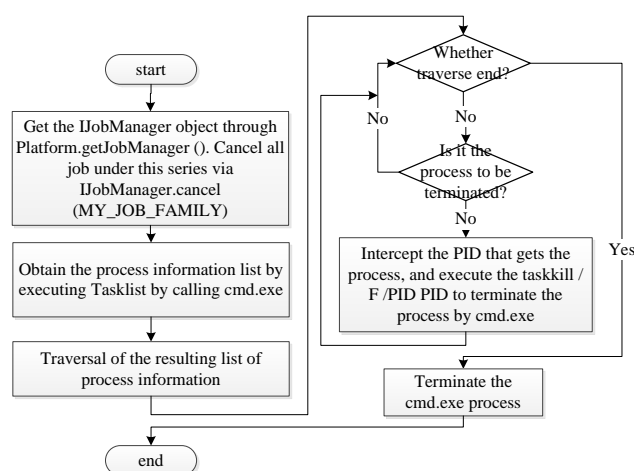 start
Get the IJobManager object through
Platform.getJobManager (). Cancel all
job under this series via
IJobManager.cancel
(MY_JOB_FAMILY)
Obtain the process information list by
executing Tasklist by calling cmd.exe
Traversal of the resulting list of
process information
end
Whether
traverse end?
No
No
Is it the
process to be
terminated?
No
Yes
Intercept the PID that gets the
process, and execute the taskkill /
F /PID PID to terminate the
process by cmd.exe
Terminate the
cmd.exe process